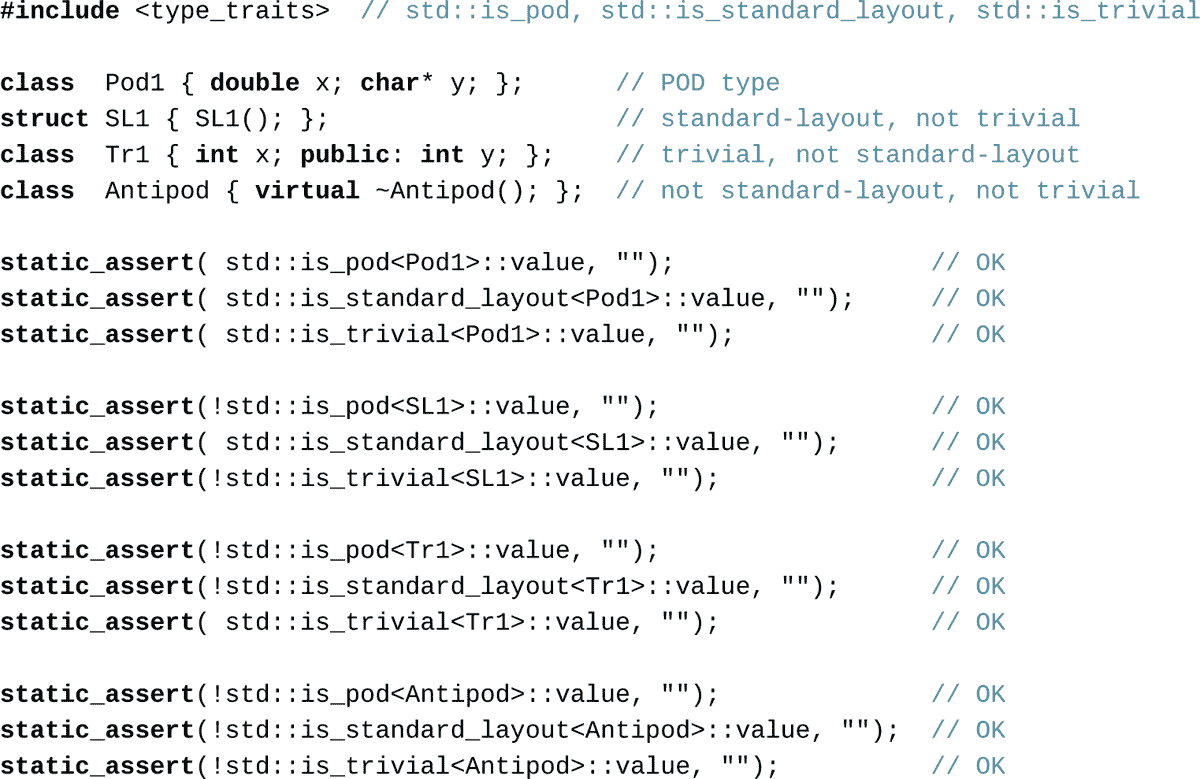 #include <type_traits>  // std::is_pod, std::is_standard_layout, std::is_trivial

class  Pod1 { double x; char* y; };      // POD type
struct SL1 { SL1(); };                   // standard-layout, not trivial
class  Tr1 { int x; public: int y; };    // trivial, not standard-layout
class  Antipod { virtual ~Antipod(); };  // not standard-layout, not trivial

static_assert( std::is_pod<Pod1>::value, "");                 // OK
static_assert( std::is_standard_layout<Pod1>::value, "");     // OK
static_assert( std::is_trivial<Pod1>::value, "");             // OK

static_assert(!std::is_pod<SL1>::value, "");                  // OK
static_assert( std::is_standard_layout<SL1>::value, "");      // OK
static_assert(!std::is_trivial<SL1>::value, "");              // OK

static_assert(!std::is_pod<Tr1>::value, "");                  // OK
static_assert(!std::is_standard_layout<Tr1>::value, "");      // OK
static_assert( std::is_trivial<Tr1>::value, "");              // OK

static_assert(!std::is_pod<Antipod>::value, "");              // OK
static_assert(!std::is_standard_layout<Antipod>::value, "");  // OK
static_assert(!std::is_trivial<Antipod>::value, "");          // OK